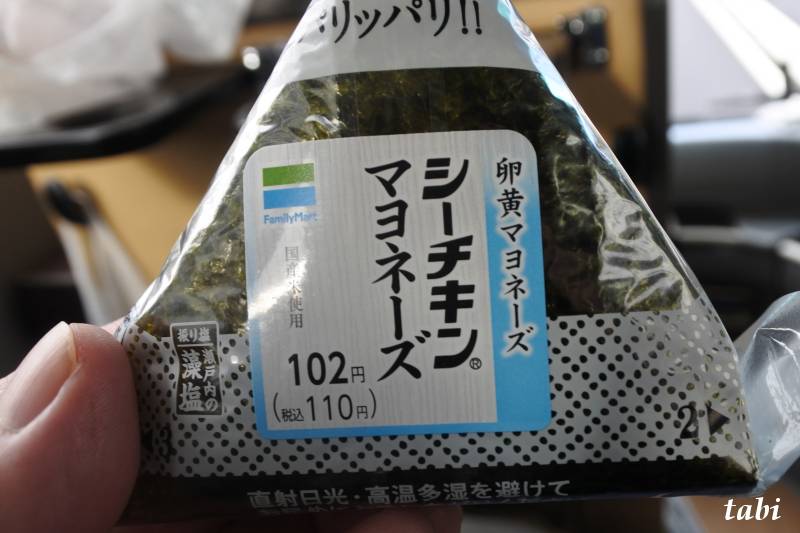 パリッパリ!!
卵黄マヨネーズ
シーチキン®
マヨネーズ
FamilyMart
国産米使用
102円
(税込110円)
振り塩
瀬戸内の
藻塩
3
2
直射日光・高温多湿を避けて
tabi